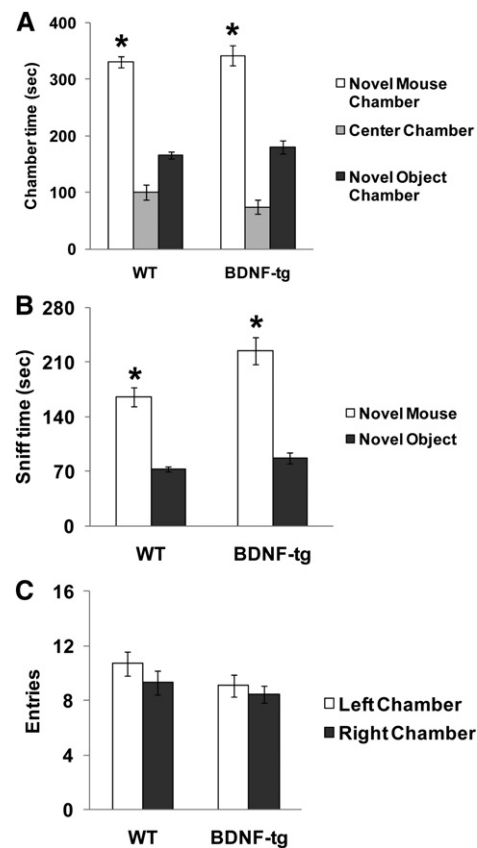 A
Chamber time (sec)
400
300
200
100
0
*
*
WT
BDNF-tg
Novel Mouse
Chamber
Center Chamber
Novel Object
Chamber
B
Sniff time (sec)
280
210
140
70
0
*
*
WT
BDNF-tg
Novel Mouse
Novel Object
C
Entries
16
12
8
4
0
WT
BDNF-tg
Left Chamber
Right Chamber